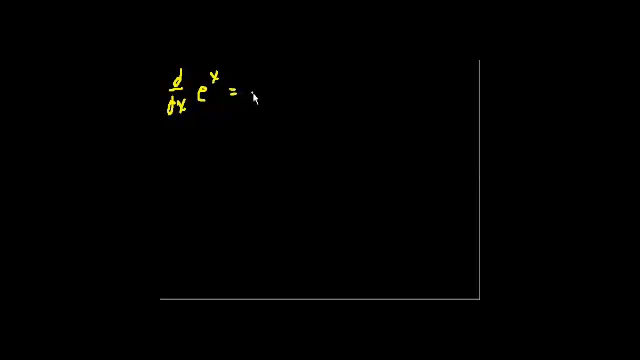 d/dx e^x =